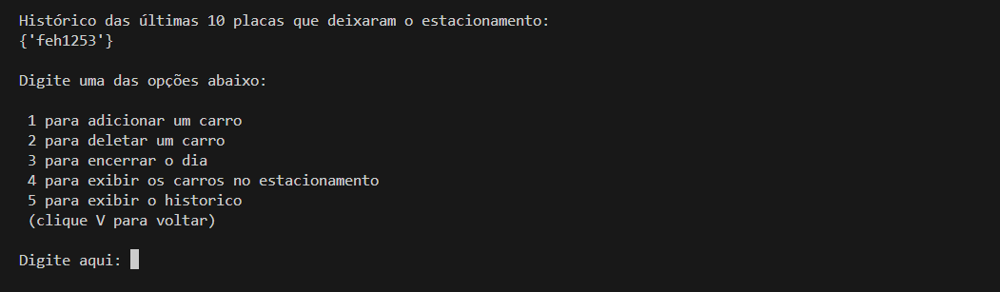 Histórico das últimas 10 placas que deixaram o estacionamento:
{'feh1253'}
Digite uma das opções abaixo:
1 para adicionar um carro
2 para deletar um carro
3 para encerrar o dia
4 para exibir os carros no estacionamento
5 para exibir o historico
(clique V para voltar)
Digite aqui: